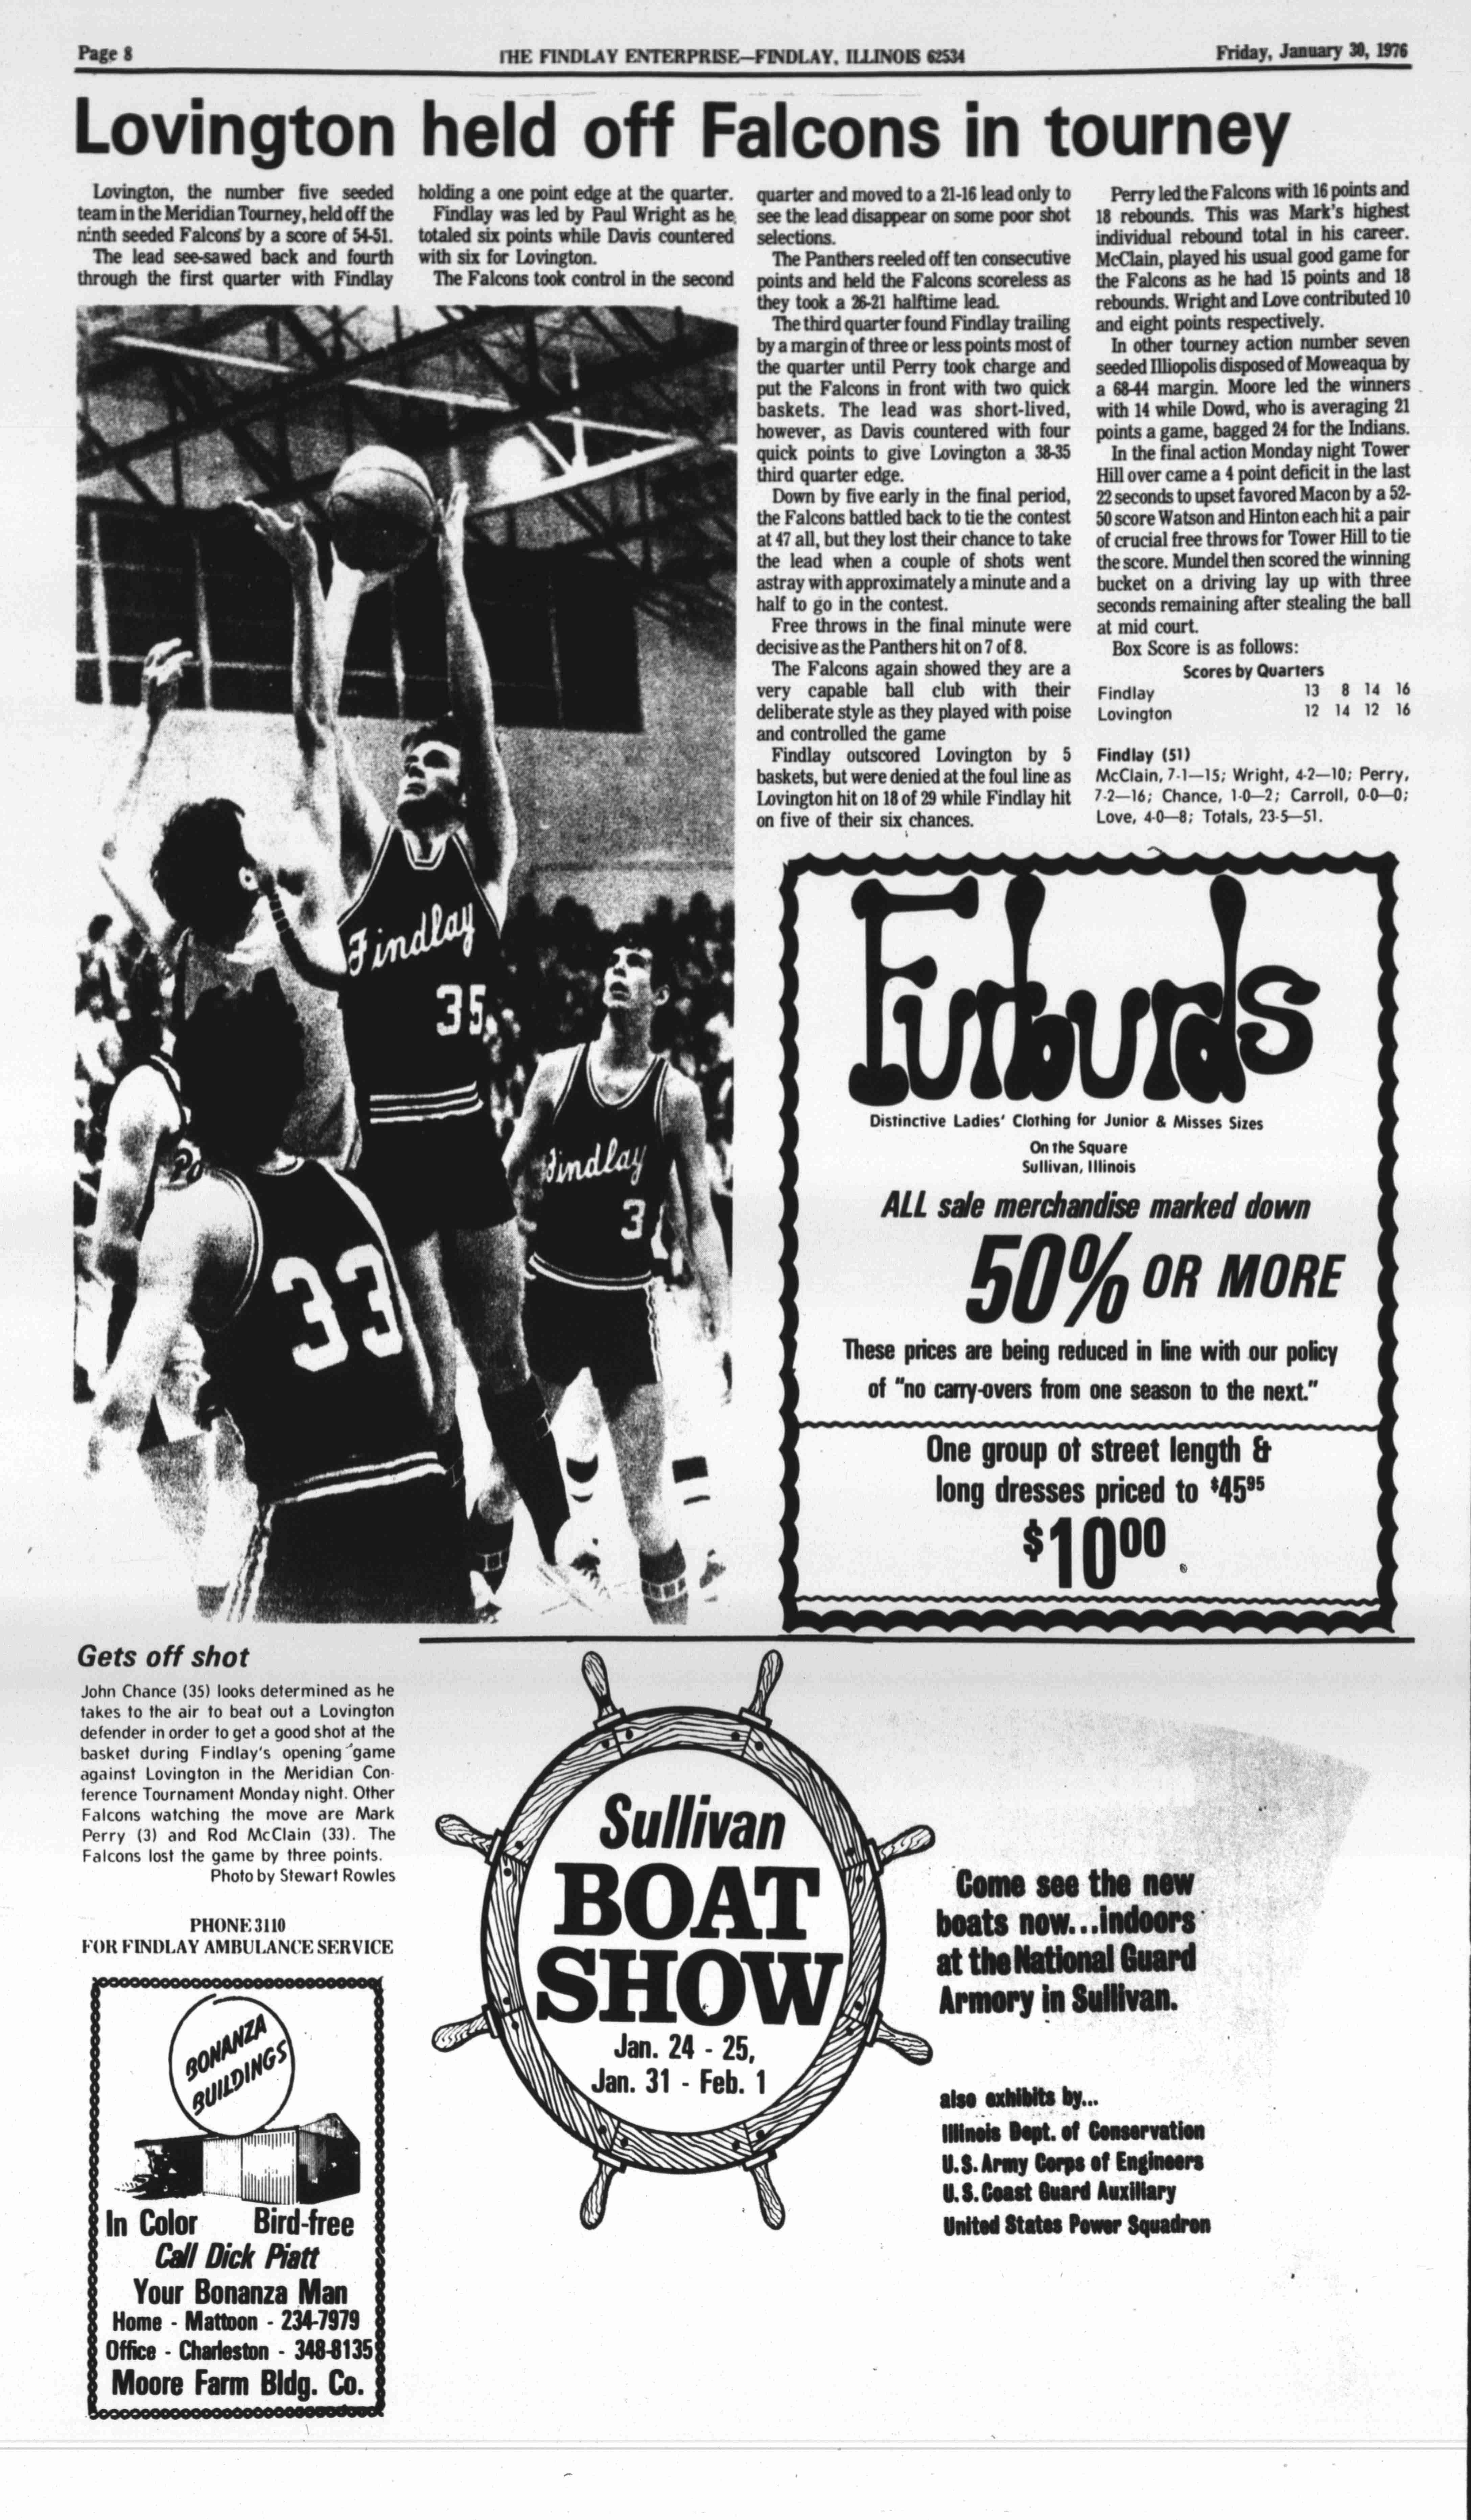 Page 8
THE FINDLAY ENTERPRISE—FINDLAY, ILLINOIS 62534
Friday, January 30, 1976
Lovington held off Falcons in tourney
Lovington, the number five seeded
team in the Meridian Tourney, held off the
ninth seeded Falcons by a score of 54-51.
The lead see-sawed back and fourth
through the first quarter with Findlay
holding a one point edge at the quarter.
Findlay was led by Paul Wright as he
totaled six points while Davis countered
with six for Lovington.
The Falcons took control in the second
quarter and moved to a 21-16 lead only to
see the lead disappear on some poor shot
selections.
The Panthers reeled off ten consecutive
points and held the Falcons scoreless as
they took a 26-21 halftime lead.
The third quarter found Findlay trailing
by a margin of three or less points most of
the quarter until Perry took charge and
put the Falcons in front with two quick
baskets. The lead was short-lived,
however, as Davis countered with four
quick points to give Lovington a 38-35
third quarter edge.
Down by five early in the final period,
the Falcons battled back to tie the contest
at 47 all, but they lost their chance to take
the lead when a couple of shots went
astray with approximately a minute and a
half to go in the contest.
Free throws in the final minute were
decisive as the Panthers hit on 7 of 8.
The Falcons again showed they are a
very capable ball club with their
deliberate style as they played with poise
and controlled the game
Findlay outscored Lovington by 5
baskets, but were denied at the foul line as
Lovington hit on 18 of 29 while Findlay hit
on five of their six chances.
Perry led the Falcons with 16 points and
18 rebounds. This was Mark's highest
individual rebound total in his career.
McClain, played his usual good game for
the Falcons as he had 15 points and 18
rebounds. Wright and Love contributed 10
and eight points respectively.
In other tourney action number seven
seeded Illiopolis disposed of Moweaqua by
a 68-44 margin. Moore led the winners
with 14 while Dowd, who is averaging 21
points a game, bagged 24 for the Indians.
In the final action Monday night Tower
Hill over came a 4 point deficit in the last
22 seconds to upset favored Macon by a 52-
50 score Watson and Hinton each hit a pair
of crucial free throws for Tower Hill to tie
the score. Mundel then scored the winning
bucket on a driving lay up with three
seconds remaining after stealing the ball
at mid court.
Box Score is as follows:
Scores by Quarters
Findlay 13 8 14 16
Lovington 12 14 12 16
Findlay (51)
McClain, 7-1—15; Wright, 4-2—10; Perry,
7-2—16; Chance, 1-0—2; Carroll, 0-0—0;
Love, 4-0—8; Totals, 23-5—51.
Findlay
35
Findlay
3
33
Furburds
Distinctive Ladies' Clothing for Junior & Misses Sizes
On the Square
Sullivan, Illinois
ALL sale merchandise marked down
50% OR MORE
These prices are being reduced in line with our policy
of "no carry-overs from one season to the next."
One group of street length &
long dresses priced to $45⁹⁵
$10⁰⁰
Gets off shot
John Chance (35) looks determined as he
takes to the air to beat out a Lovington
defender in order to get a good shot at the
basket during Findlay's opening game
against Lovington in the Meridian Con-
ference Tournament Monday night. Other
Falcons watching the move are Mark
Perry (3) and Rod McClain (33). The
Falcons lost the game by three points.
Photo by Stewart Rowles
PHONE 3110
FOR FINDLAY AMBULANCE SERVICE
BONANZA
BUILDINGS
In Color Bird-free
Call Dick Piatt
Your Bonanza Man
Home - Mattoon - 234-7979
Office - Charleston - 348-8135
Moore Farm Bldg. Co.
Sullivan
BOAT
SHOW
Jan. 24 - 25,
Jan. 31 - Feb. 1
Come see the new
boats now...indoors
at the National Guard
Armory in Sullivan.
also exhibits by...
Illinois Dept. of Conservation
U.S. Army Corps of Engineers
U.S. Coast Guard Auxiliary
United States Power Squadron